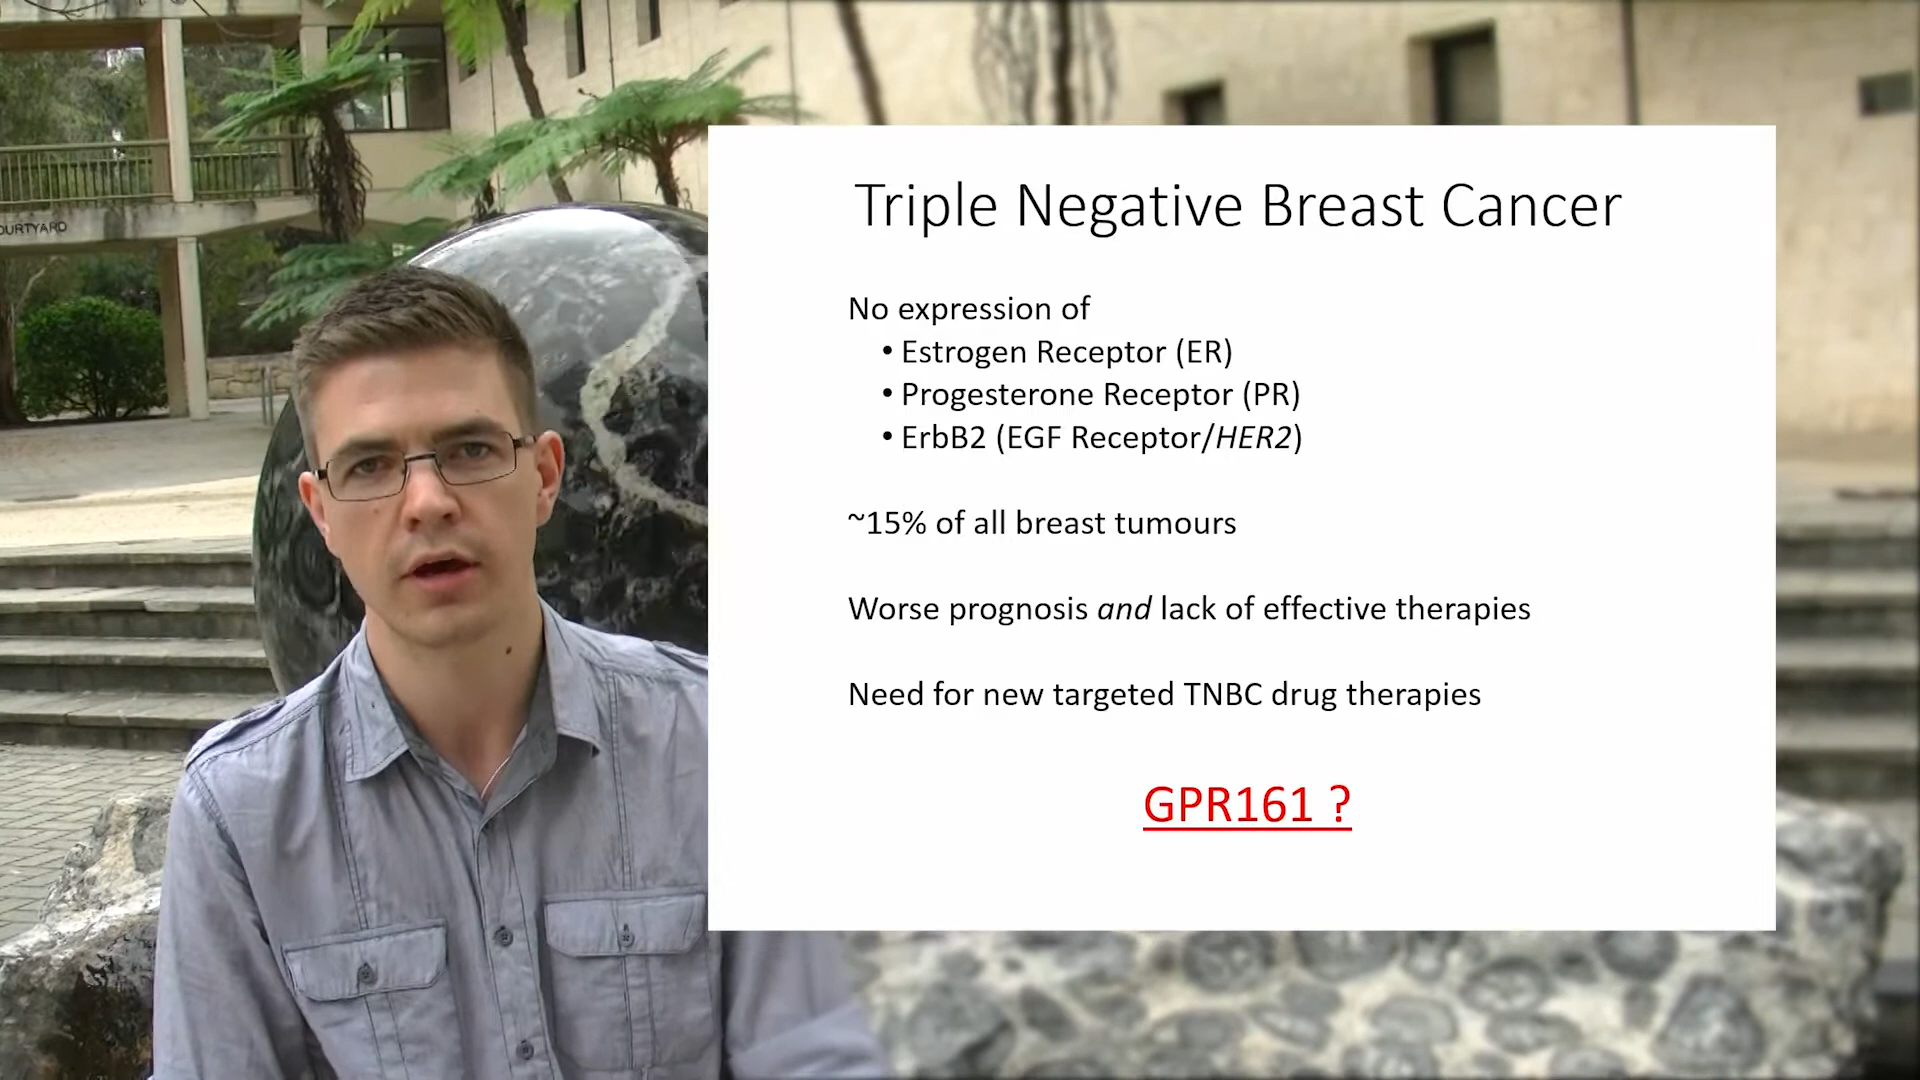 OURTYARD
Triple Negative Breast Cancer
No expression of
• Estrogen Receptor (ER)
• Progesterone Receptor (PR)
• ErbB2 (EGF Receptor/HER2)
~15% of all breast tumours
Worse prognosis and lack of effective therapies
Need for new targeted TNBC drug therapies
GPR161 ?